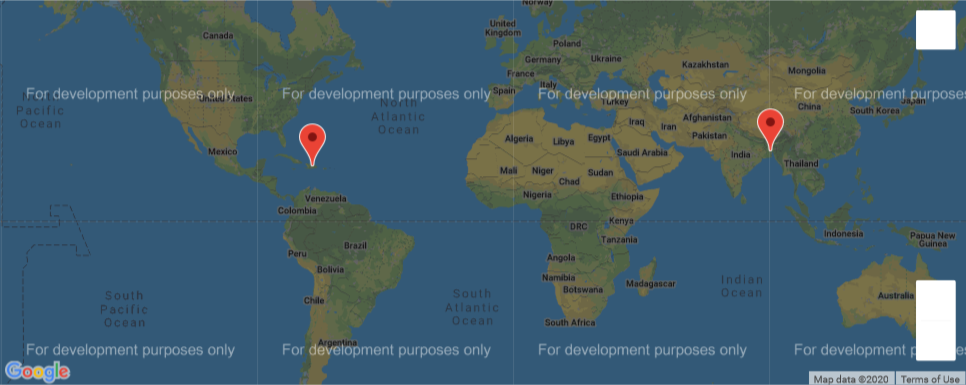 Norway
Canada
United
Kingdom
Poland
Germany
Ukraine
France
Kazakhstan
Mongolia
Spain
Italy
For development purposes only For development purposes only For development purposes only For development purposes
United States
Turkey
North
Atlantic
Ocean
Pacific
Ocean
China
South Korea
Japan
Iraq
Iran
Afghanistan
Pakistan
Algeria
Libya
Egypt
Saudi Arabia
India
Mexico
Thailand
Mali
Niger
Chad
Sudan
Nigeria
Ethiopia
Venezuela
Colombia
DRC
Kenya
Tanzania
Indonesia
Papua New
Guinea
Peru
Brazil
Bolivia
Angola
Namibia
Botswana
Madagascar
Indian
Ocean
Australia
South
Pacific
Ocean
South
Atlantic
Ocean
Chile
South Africa
Argentina
For development purposes only For development purposes only For development purposes only For
Google
Map data ©2020 Terms of Use